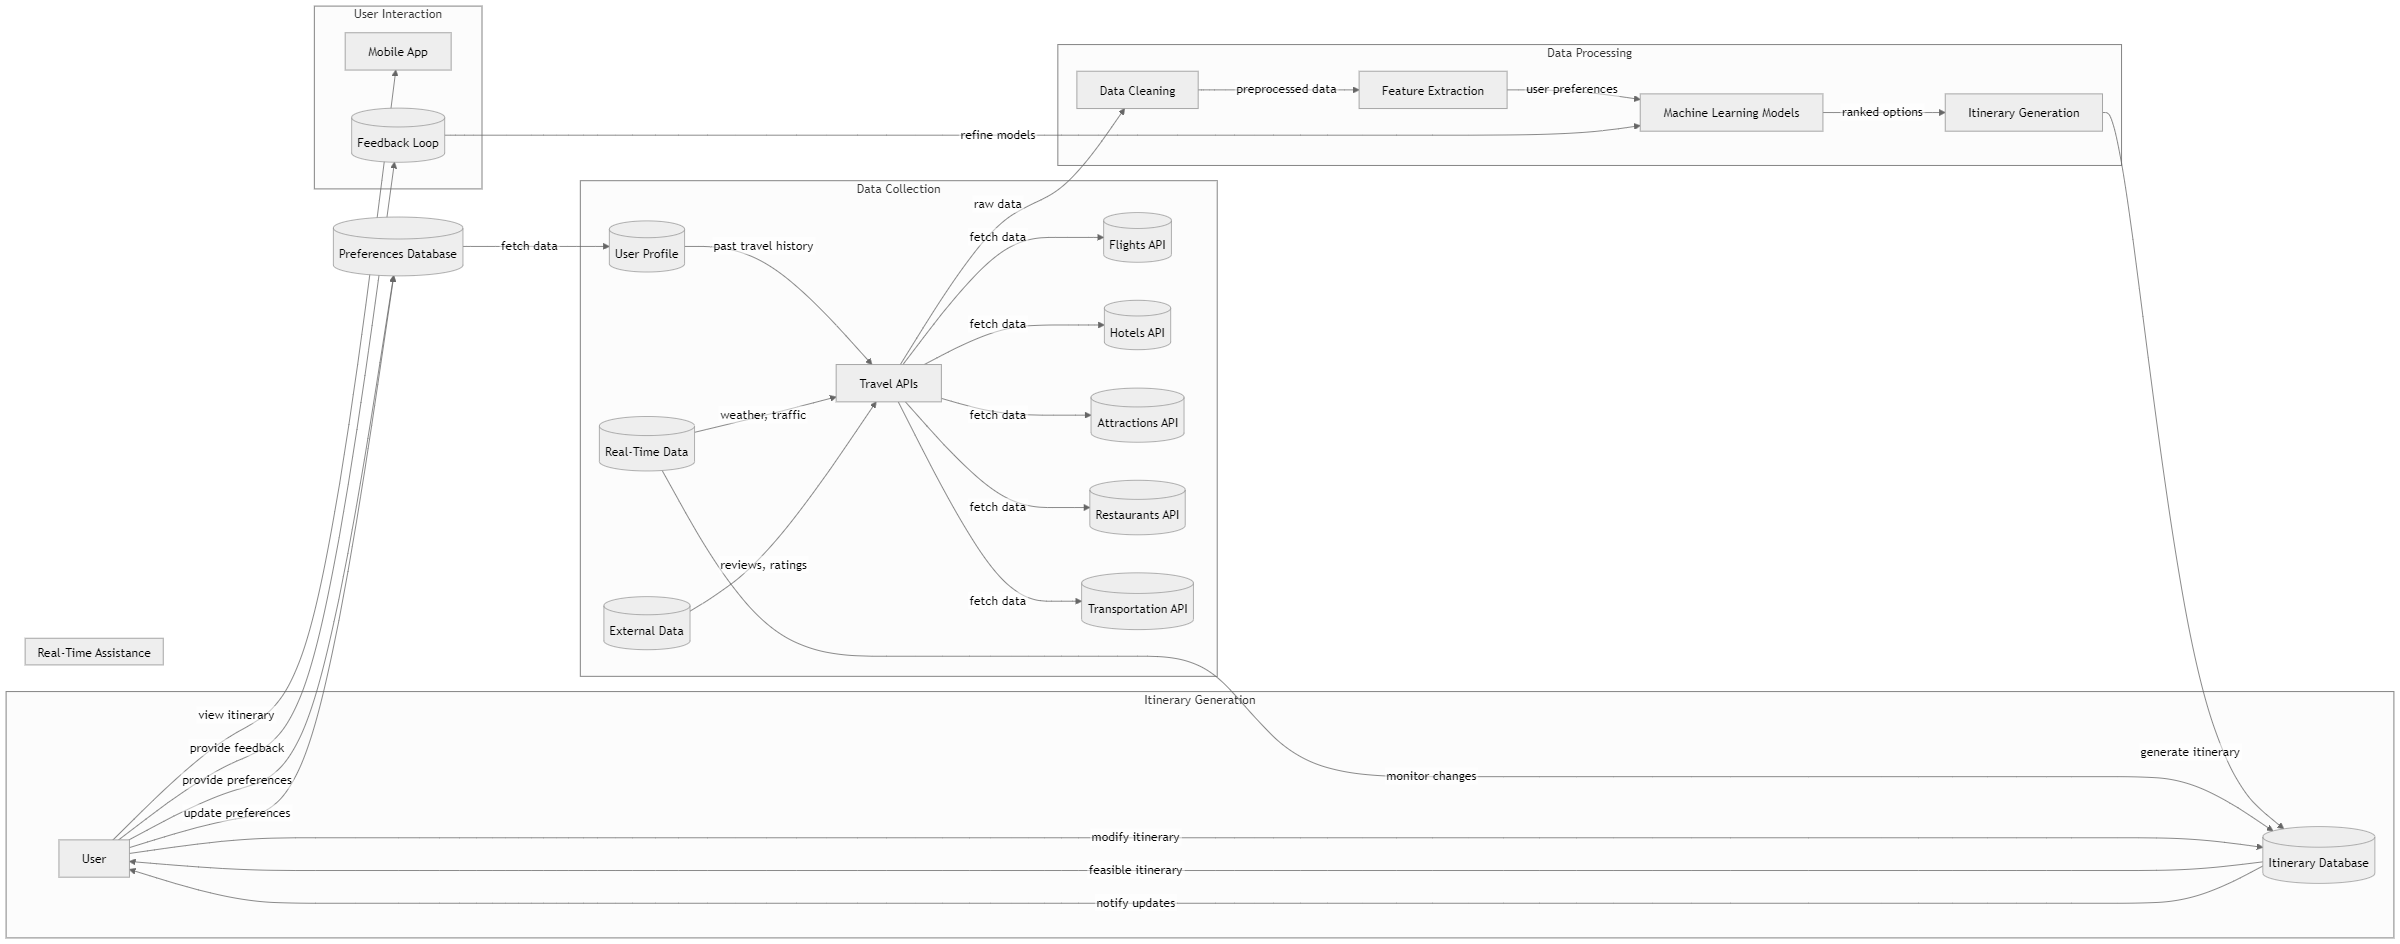 User Interaction
Mobile App
Feedback Loop
Preferences Database
Data Processing
Data Cleaning
preprocessed data
Feature Extraction
user preferences
Machine Learning Models
ranked options
Itinerary Generation
refine models
Data Collection
raw data
fetch data
User Profile
past travel history
fetch data
Flights API
fetch data
Hotels API
Travel APIs
weather, traffic
fetch data
Attractions API
Real-Time Data
fetch data
Restaurants API
reviews, ratings
fetch data
Transportation API
External Data
Real-Time Assistance
Itinerary Generation
view itinerary
provide feedback
provide preferences
update preferences
generate itinerary
monitor changes
User
modify itinerary
feasible itinerary
notify updates
Itinerary Database